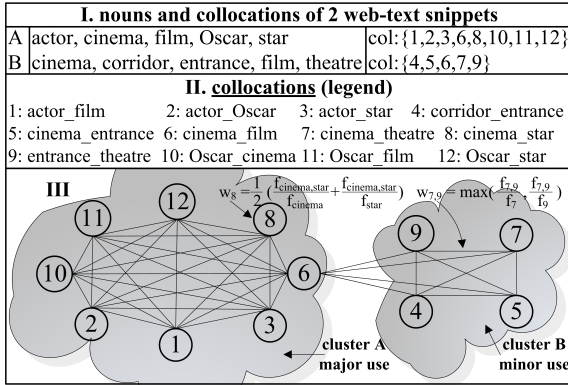 I. nouns and collocations of 2 web-text snippets
A actor, cinema, film, Oscar, star col:{1,2,3,6,8,10,11,12}
B cinema, corridor, entrance, film, theatre col:{4,5,6,7,9}
II. collocations (legend)
1: actor_film 2: actor_Oscar 3: actor_star 4: corridor_entrance
5: cinema_entrance 6: cinema_film 7: cinema_theatre 8: cinema_star
9: entrance_theatre 10: Oscar_cinema 11: Oscar_film 12: Oscar_star
III
w8 = 1/2 (fcinema,star/fcinema + fcinema,star/fstar)
w7,9 = max(f7,9/f7, f7,9/f9)
12
11
8
9
7
10
6
2
1
3
4
5
cluster A
major use
cluster B
minor use